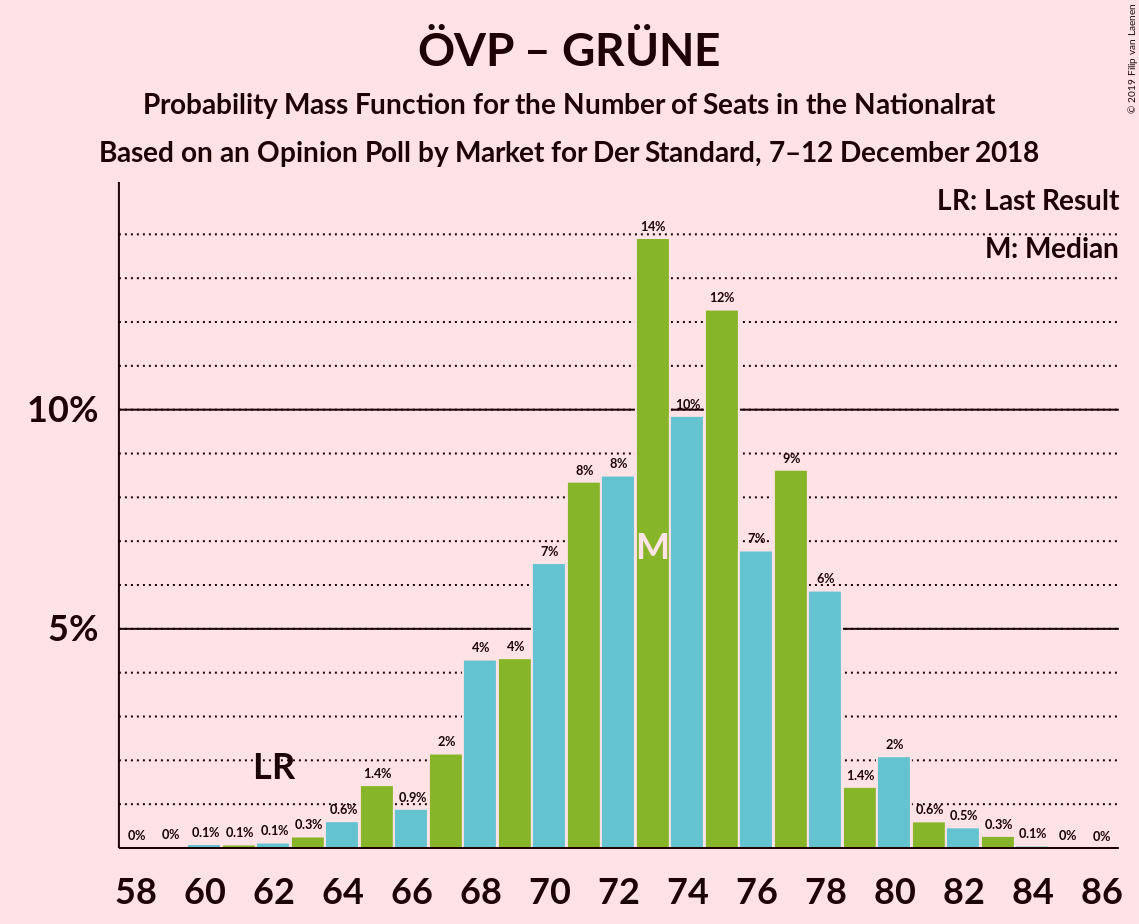 ÖVP – GRÜNE
Probability Mass Function for the Number of Seats in the Nationalrat
Based on an Opinion Poll by Market for Der Standard, 7–12 December 2018
© 2019 Filip van Laenen
LR: Last Result
M: Median
10%
5%
0% 0% 0.1% 0.1% 0.1% 0.3% 0.6% 1.4% 0.9% 2% 4% 4% 7% 8% 8% 14% 10% 12% 7% 9% 6% 1.4% 2% 0.6% 0.5% 0.3% 0.1% 0% 0%
LR
M
58 60 62 64 66 68 70 72 74 76 78 80 82 84 86